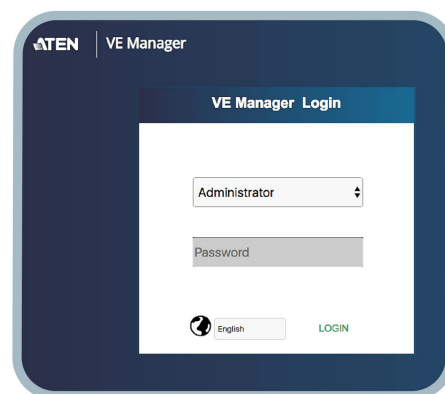 ATEN VE Manager
VE Manager Login
Administrator
Password
English LOGIN